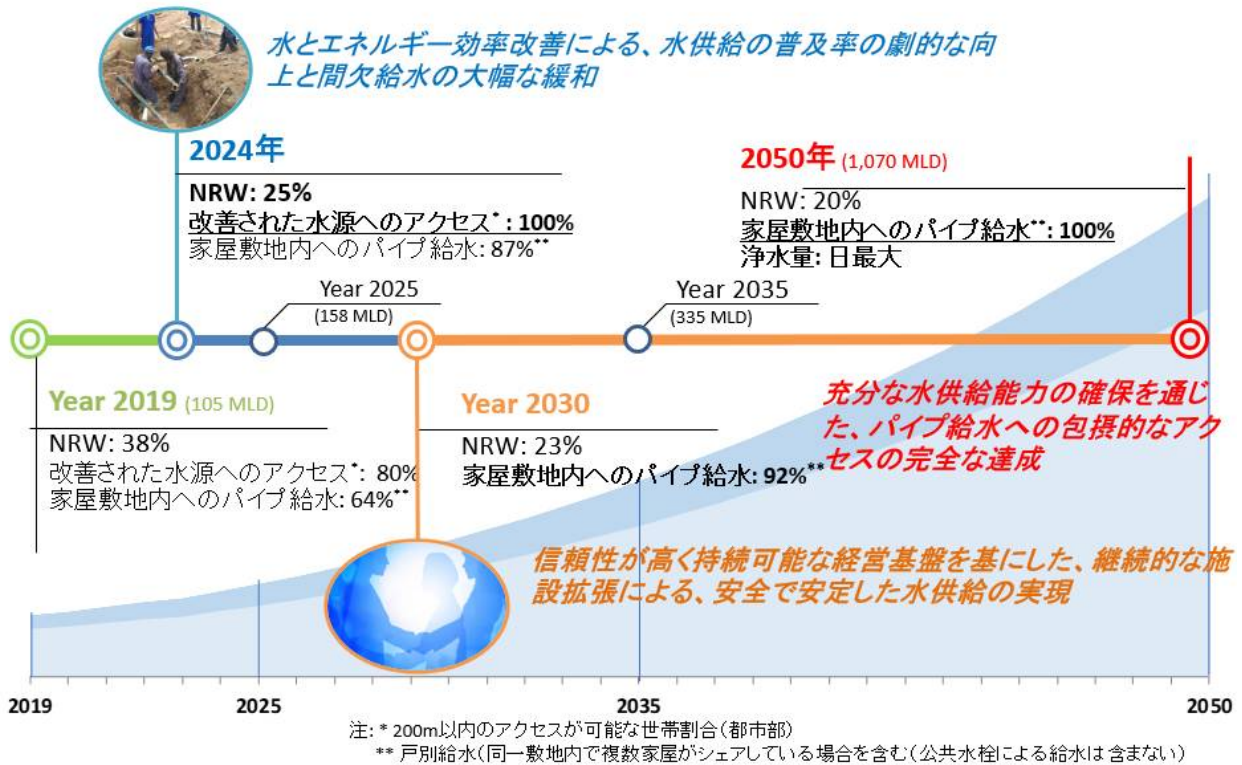 水とエネルギー効率改善による、水供給の普及率の劇的な向
上と間欠給水の大幅な緩和
2024年
NRW: 25%
改善された水源へのアクセス*: 100%
家屋敷地内へのパイプ給水: 87%**
2050年 (1,070 MLD)
NRW: 20%
家屋敷地内へのパイプ給水**: 100%
浄水量: 日最大
Year 2025
(158 MLD)
Year 2035
(335 MLD)
Year 2019 (105 MLD)
NRW: 38%
改善された水源へのアクセス*: 80%
家屋敷地内へのパイプ給水: 64%**
Year 2030
NRW: 23%
家屋敷地内へのパイプ給水: 92%**
充分な水供給能力の確保を通じ
た、パイプ給水への包摂的なアク
セスの完全な達成
信頼性が高く持続可能な経営基盤を基にした、継続的な施
設拡張による、安全で安定した水供給の実現
2019
2025
2035
2050
注: * 200m以内のアクセスが可能な世帯割合(都市部)
** 戸別給水(同一敷地内で複数家屋がシェアしている場合を含む(公共水栓による給水は含まない)